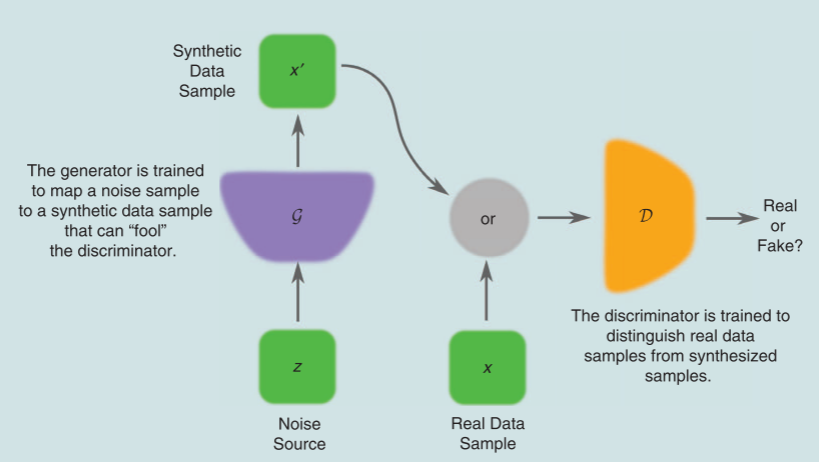 Synthetic
Data
Sample
x′
The generator is trained
to map a noise sample
to a synthetic data sample
that can “fool”
the discriminator.
G
or
D
Real
or
Fake?
The discriminator is trained to
distinguish real data
samples from synthesized
samples.
z
x
Noise
Source
Real Data
Sample